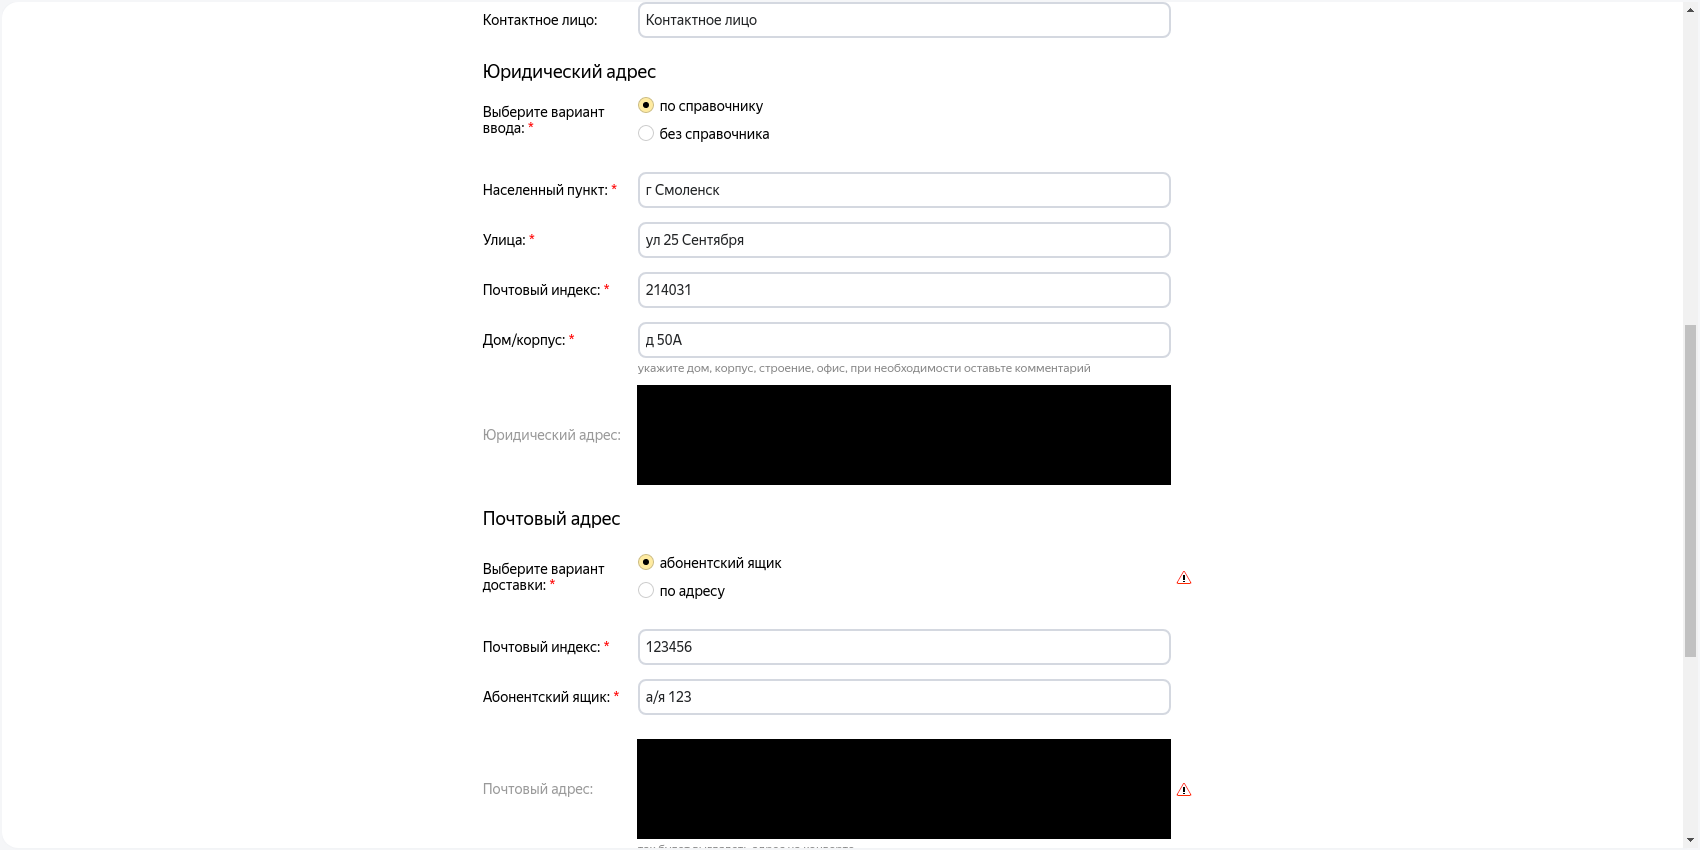 Контактное лицо: Контактное лицо
Юридический адрес
Выберите вариант ввода: *
по справочнику
без справочника
Населенный пункт: * г Смоленск
Улица: * ул 25 Сентября
Почтовый индекс: * 214031
Дом/корпус: * д 50А
укажите дом, корпус, строение, офис, при необходимости оставьте комментарий
Юридический адрес:
Почтовый адрес
Выберите вариант доставки: *
абонентский ящик
по адресу
Почтовый индекс: * 123456
Абонентский ящик: * а/я 123
Почтовый адрес: